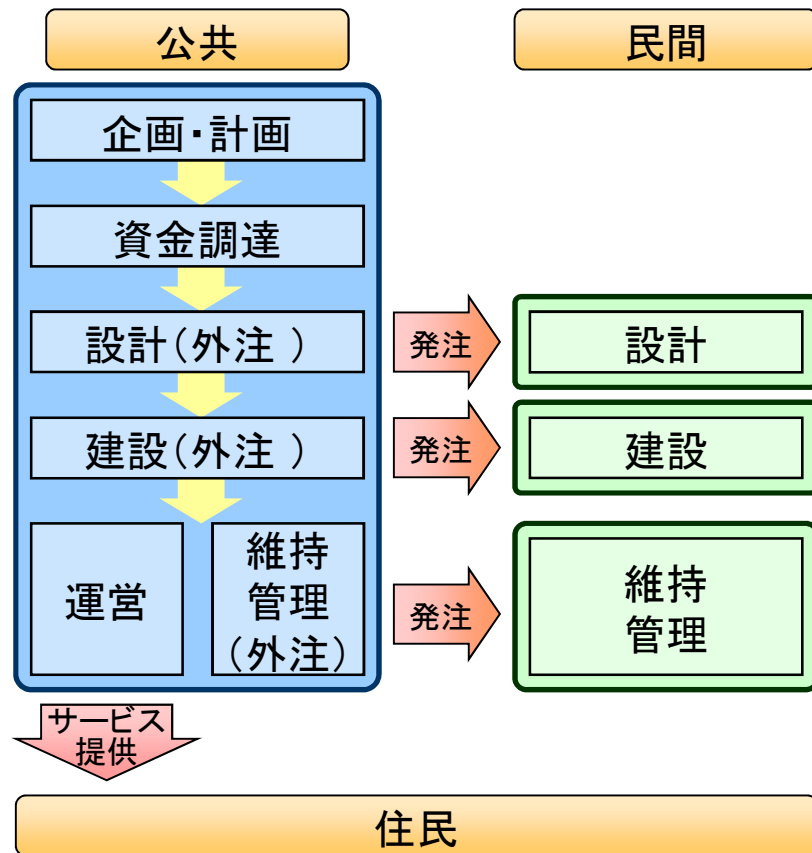 公共
民間
企画・計画
資金調達
設計(外注 )
発注
設計
建設(外注 )
発注
建設
運営
維持
管理
(外注)
発注
維持
管理
サービス
提供
住民